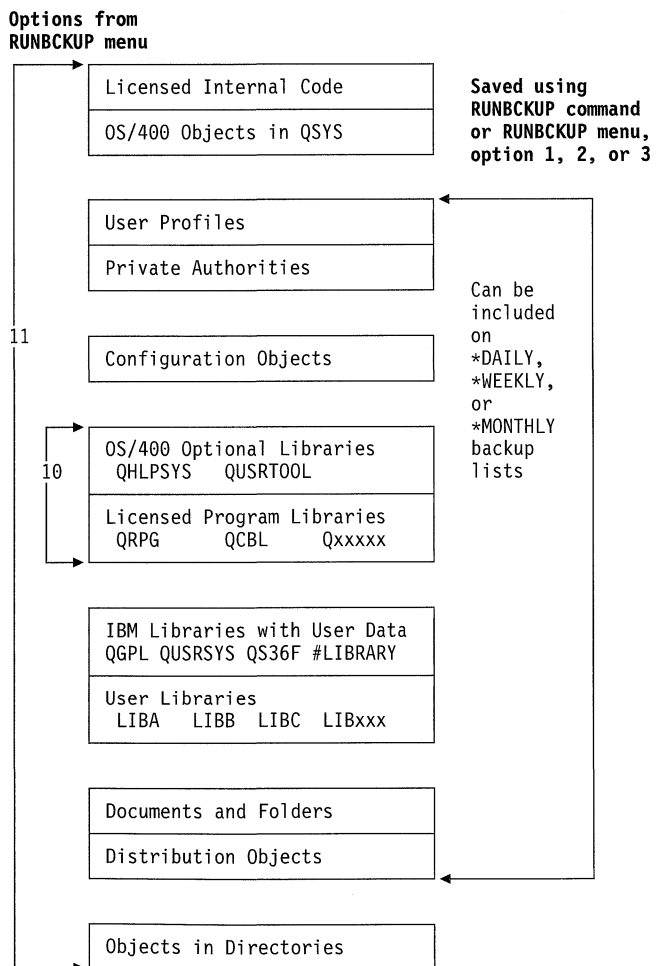 Options from
RUNBCKUP menu
Licensed Internal Code
OS/400 Objects in QSYS
Saved using
RUNBCKUP command
or RUNBCKUP menu,
option 1, 2, or 3
User Profiles
Private Authorities
Can be
included
on
*DAILY,
*WEEKLY,
or
*MONTHLY
backup
lists
11
Configuration Objects
10
OS/400 Optional Libraries
QHLPSYS QUSRTOOL
Licensed Program Libraries
QRPG QCBL Qxxxxx
IBM Libraries with User Data
QGPL QUSRSYS QS36F #LIBRARY
User Libraries
LIBA LIBB LIBC LIBxxx
Documents and Folders
Distribution Objects
Objects in Directories